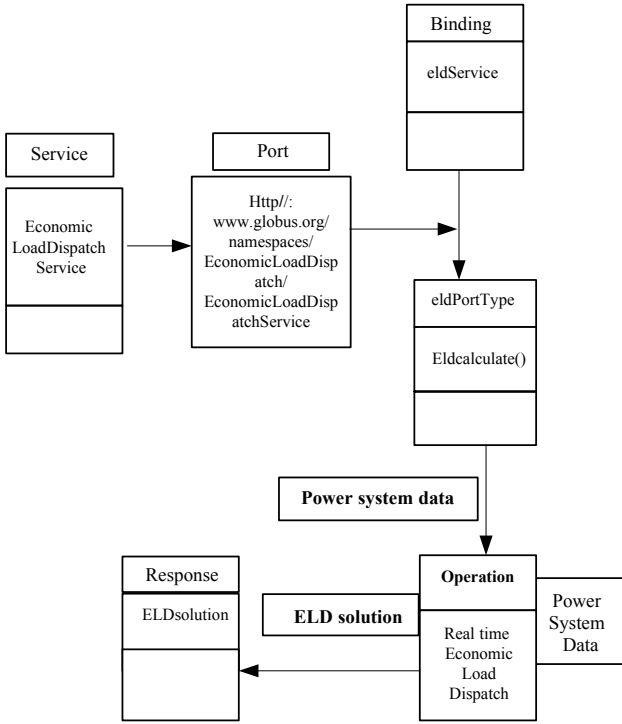 Binding
eldService
Service
Port
Economic
LoadDispatch
Service
Http//:
www.globus.org/
namespaces/
EconomicLoadDisp
atch/
EconomicLoadDisp
atchService
eldPortType
Eldcalculate()
Power system data
Response
ELDsolution
ELD solution
Operation
Real time
Economic
Load
Dispatch
Power
System
Data